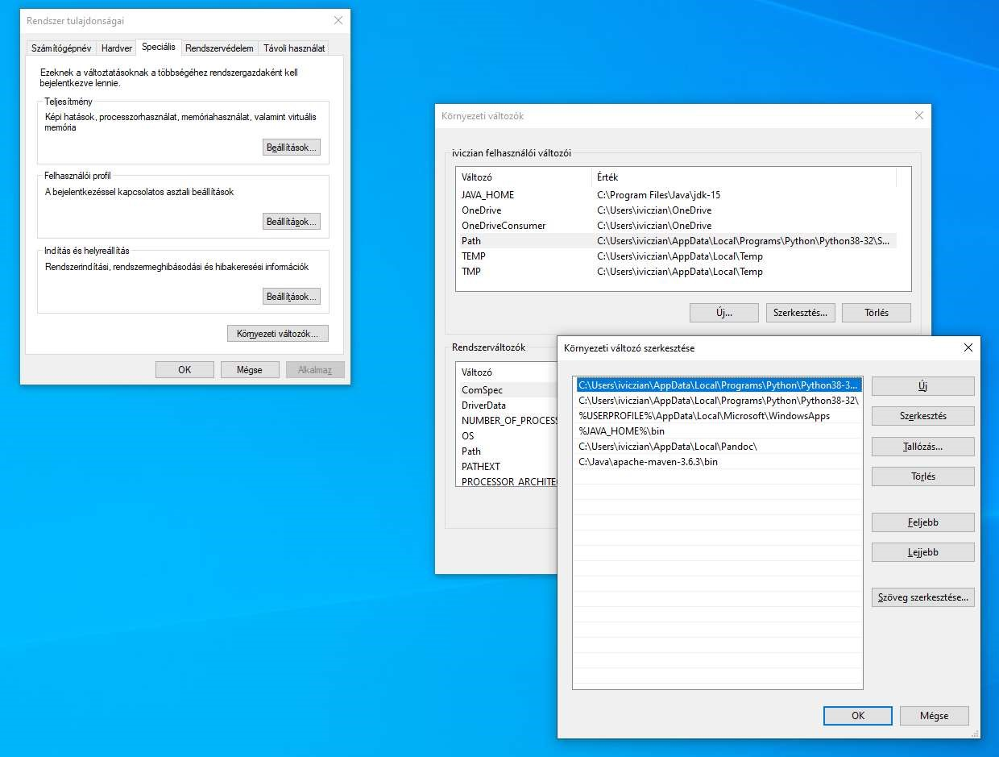 Rendszer tulajdonságai
Számítógépnév Hardver Speciális Rendszervédelem Távoli használat
Ezeknek a változtatásoknak a többségéhez rendszergazdaként kell
bejelentkezve lennie.
Teljesítmény
Képi hatások, processzorhasználat, memóriahasználat, valamint virtuális
memória
Beállítások...
Felhasználói profil
A bejelentkezéssel kapcsolatos asztali beállítások
Beállítások...
Indítás és helyreállítás
Rendszerindítási, rendszermeghibásodási és hibakeresési információk
Beállítások...
Környezeti változók...
OK Mégse Alkalmaz
Környezeti változók
iviczian felhasználói változói
Változó Érték
JAVA_HOME C:\Program Files\Java\jdk-15
OneDrive C:\Users\iviczian\OneDrive
OneDriveConsumer C:\Users\iviczian\OneDrive
Path C:\Users\iviczian\AppData\Local\Programs\Python\Python38-32\S...
TEMP C:\Users\iviczian\AppData\Local\Temp
TMP C:\Users\iviczian\AppData\Local\Temp
Új... Szerkesztés... Törlés
Rendszerváltozók
Változó
ComSpec
DriverData
NUMBER_OF_PROCESS
OS
Path
PATHEXT
PROCESSOR_ARCHITE
Környezeti változó szerkesztése
C:\Users\iviczian\AppData\Local\Programs\Python\Python38-3...
C:\Users\iviczian\AppData\Local\Programs\Python\Python38-32\
%USERPROFILE%\AppData\Local\Microsoft\WindowsApps
%JAVA_HOME%\bin
C:\Users\iviczian\AppData\Local\Pandoc\
C:\Java\apache-maven-3.6.3\bin
Új
Szerkesztés
Tallózás...
Törlés
Feljebb
Lejjebb
Szöveg szerkesztése...
OK Mégse